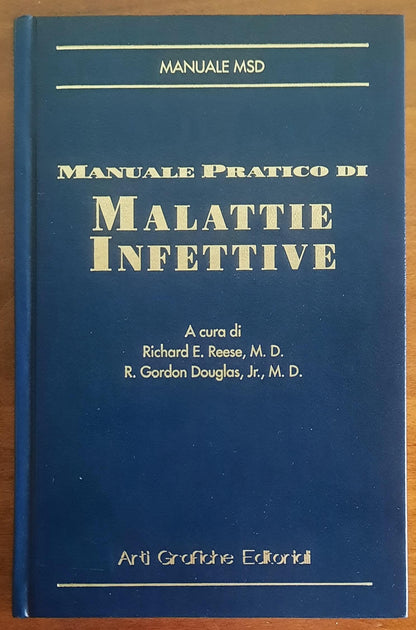 MANUALE MSD
MANUALE PRATICO DI
MALATTIE
INFETTIVE
A cura di
Richard E. Reese, M. D.
R. Gordon Douglas, Jr., M. D.
Arti Grafiche Editoriali